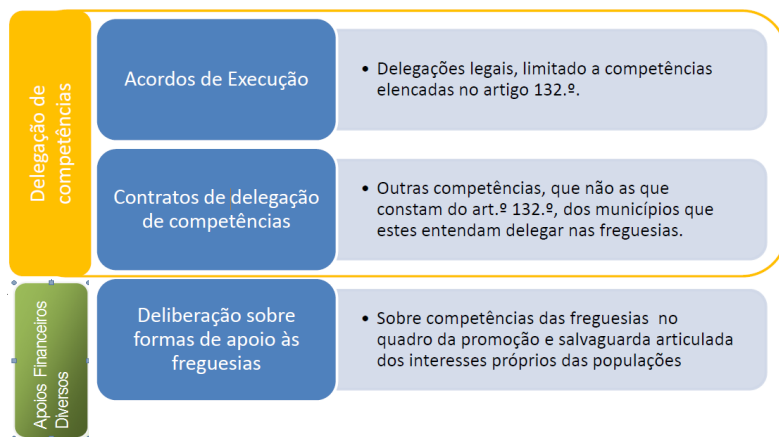 Delegação de
competências
Acordos de Execução
• Delegações legais, limitado a competências
elencadas no artigo 132.º.
Contratos de delegação
de competências
• Outras competências, que não as que
constam do art.º 132.º, dos municípios que
estes entendam delegar nas freguesias.
Apoios Financeiros
Diversos
Deliberação sobre
formas de apoio às
freguesias
• Sobre competências das freguesias no
quadro da promoção e salvaguarda articulada
dos interesses próprios das populações